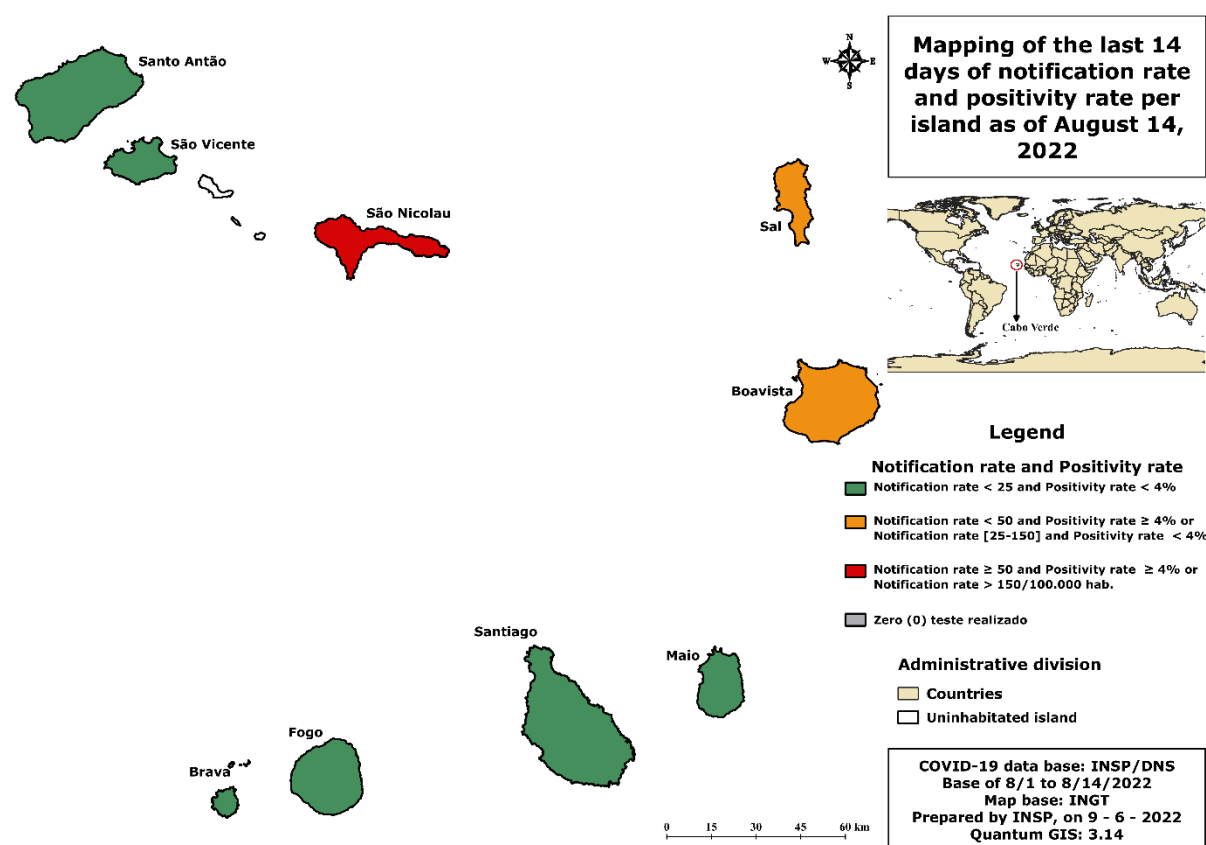 Mapping of the last 14
days of notification rate
and positivity rate per
island as of August 14,
2022
N
W E
S
Santo Antão
São Vicente
São Nicolau
Sal
Boavista
Cabo Verde
Legend
Notification rate and Positivity rate
Notification rate < 25 and Positivity rate < 4%
Notification rate < 50 and Positivity rate ≥ 4% or
Notification rate [25-150] and Positivity rate < 4%
Notification rate ≥ 50 and Positivity rate ≥ 4% or
Notification rate > 150/100.000 hab.
Zero (0) teste realizado
Administrative division
Countries
Uninhabitated island
Santiago
Maio
Fogo
Brava
0 15 30 45 60 km
COVID-19 data base: INSP/DNS
Base of 8/1 to 8/14/2022
Map base: INGT
Prepared by INSP, on 9 - 6 - 2022
Quantum GIS: 3.14